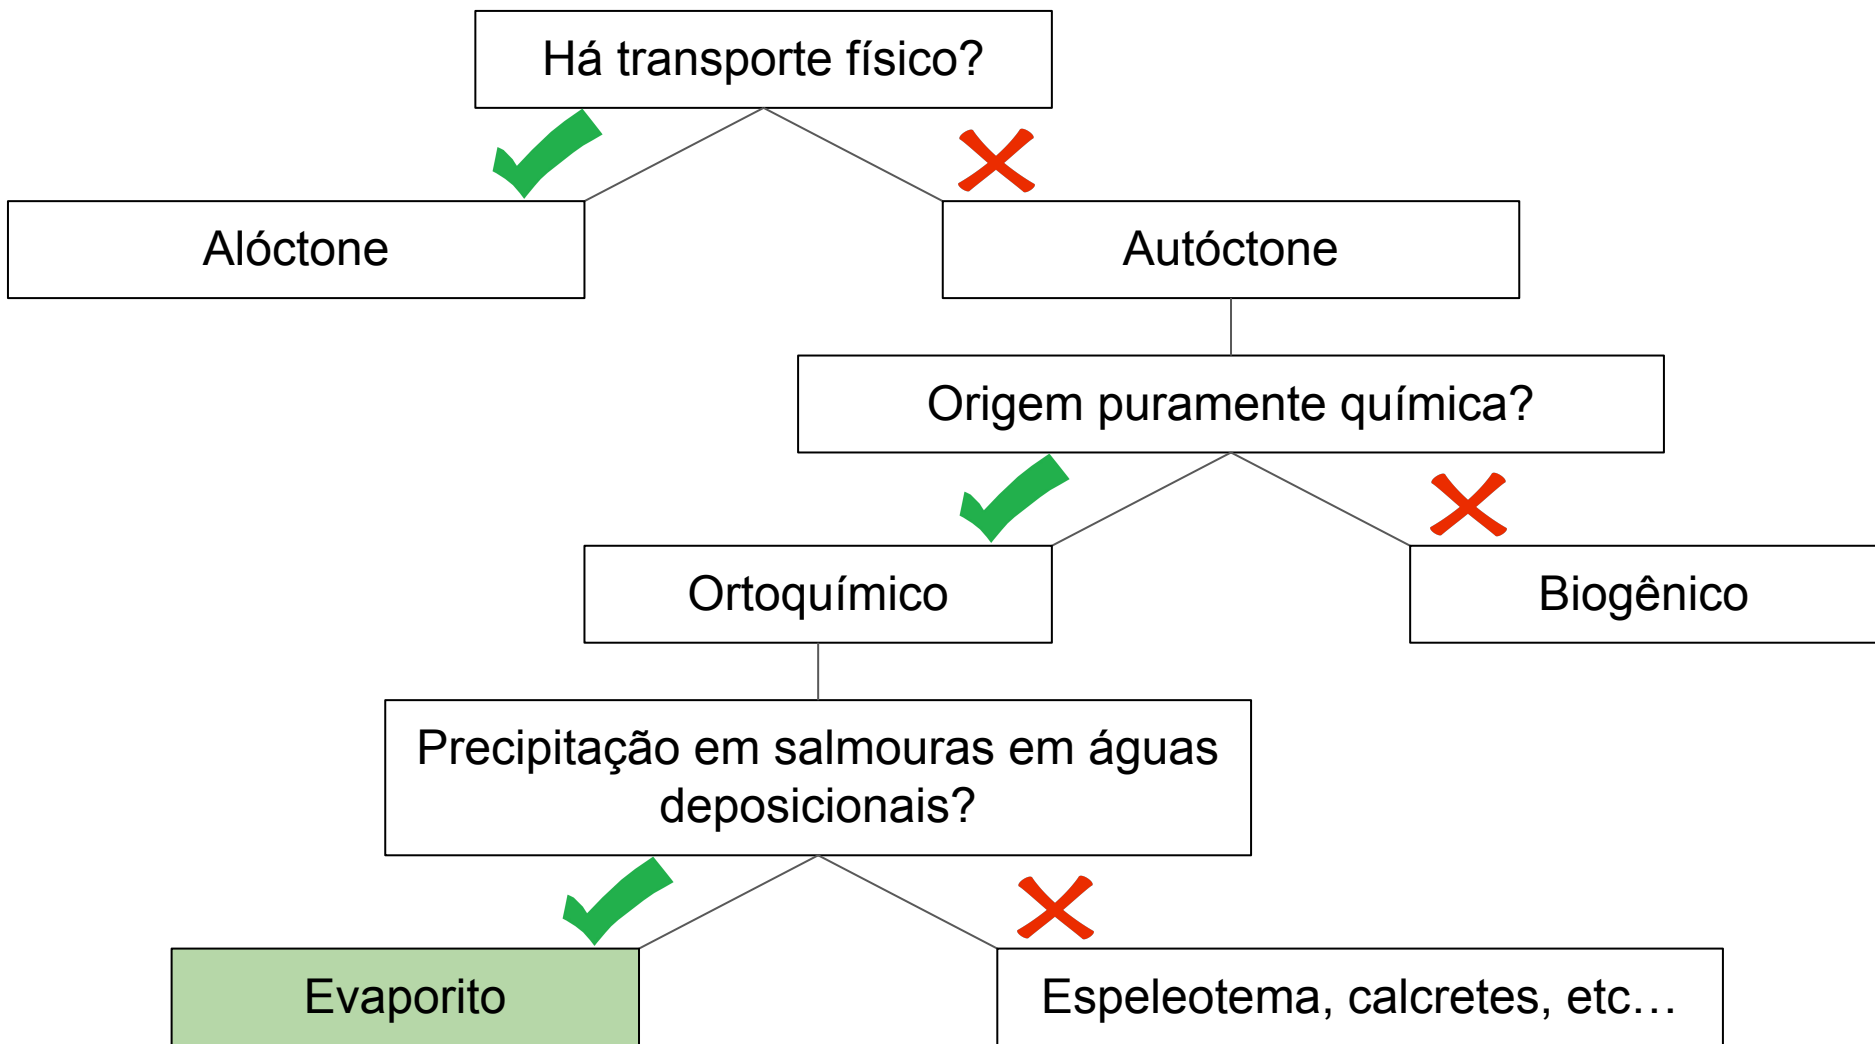 Há transporte físico?
Alóctone
Autóctone
Origem puramente química?
Ortoquímico
Biogênico
Precipitação em salmouras em águas
deposicionais?
Evaporito
Espeleotema, calcretes, etc…